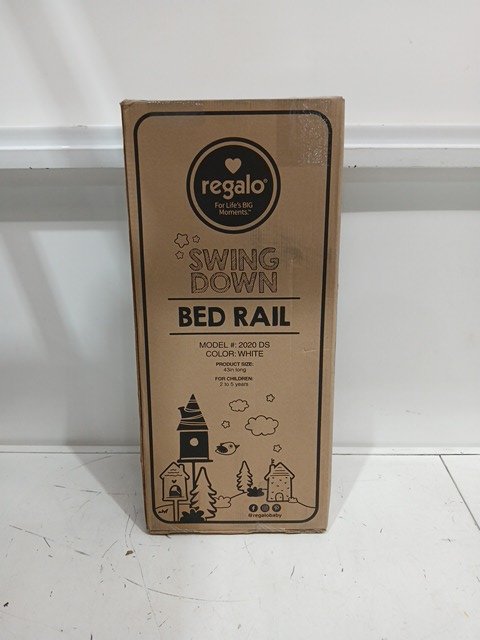 regalo®
For Life's BIG
Moments.™
SWING
DOWN
BED RAIL
MODEL #: 2020 DS
COLOR: WHITE
PRODUCT SIZE:
43in long
FOR CHILDREN:
2 to 5 years
@regalobaby